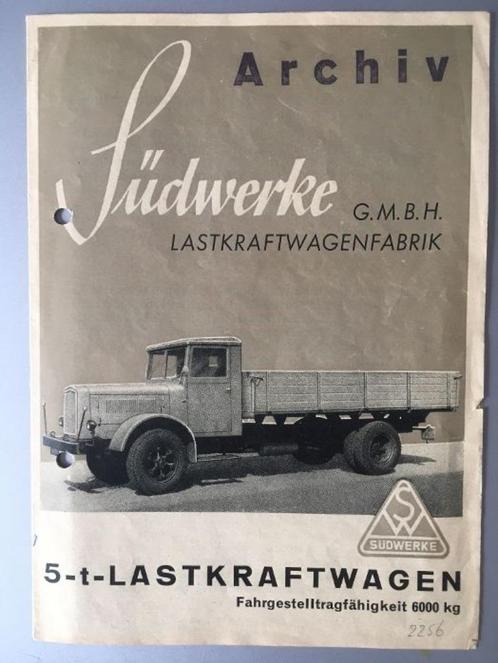 Archiv
Südwerke
G.M.B.H.
LASTKRAFTWAGENFABRIK
SW
SÜDWERKE
5-t-LASTKRAFTWAGEN
Fahrgestelltragfähigkeit 6000 kg
2256